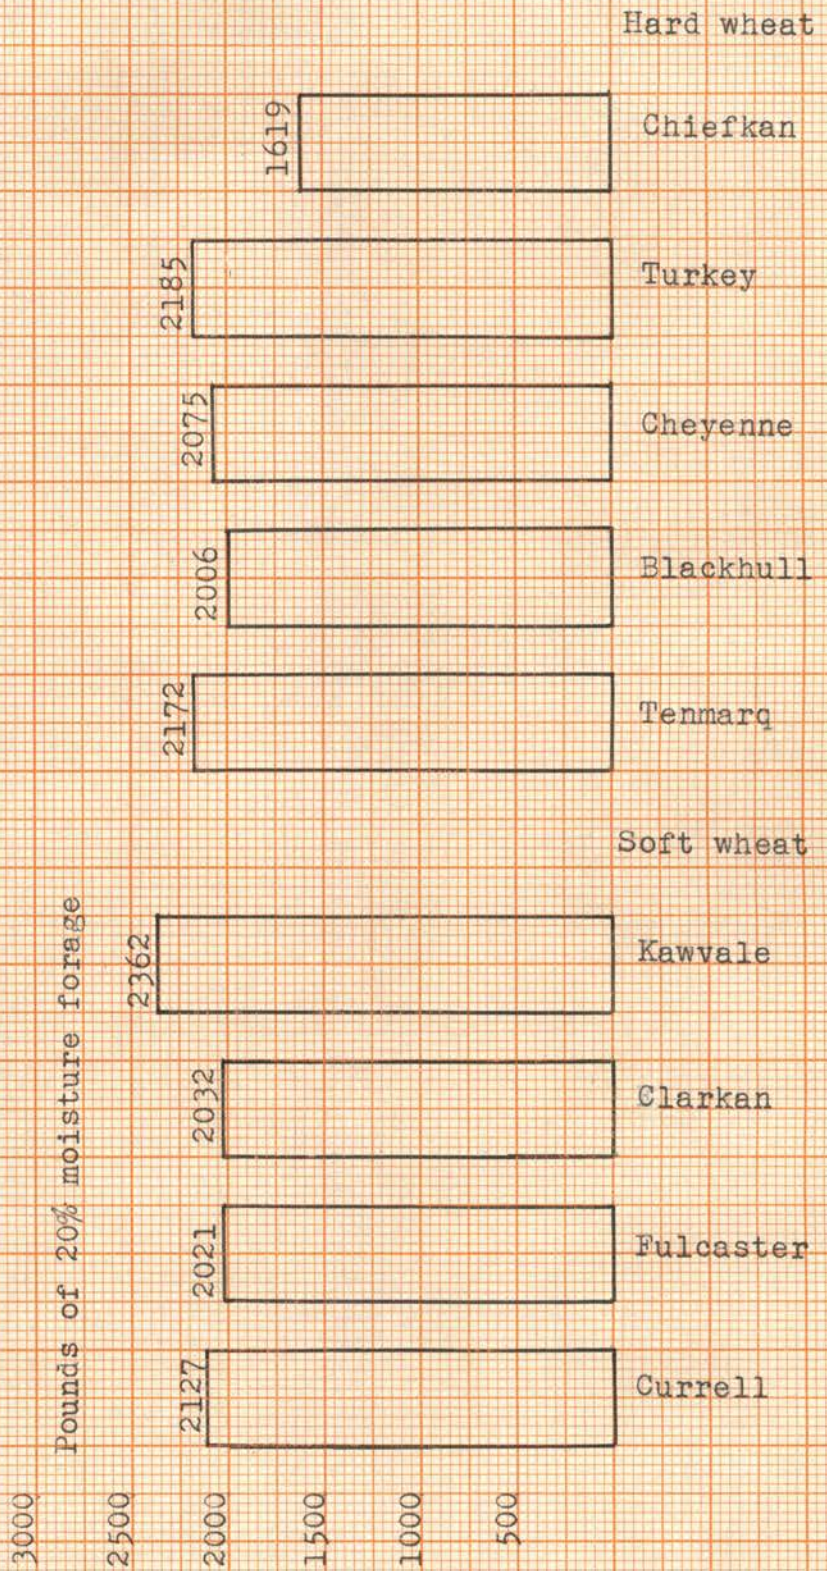 Hard wheat
1619
Chiefkan
2185
Turkey
2075
Cheyenne
2006
Blackhull
2172
Tenmarq
Soft wheat
2362
Kawvale
2032
Clarkan
2021
Fulcaster
2127
Currell
Pounds of 20% moisture forage
3000
2500
2000
1500
1000
500